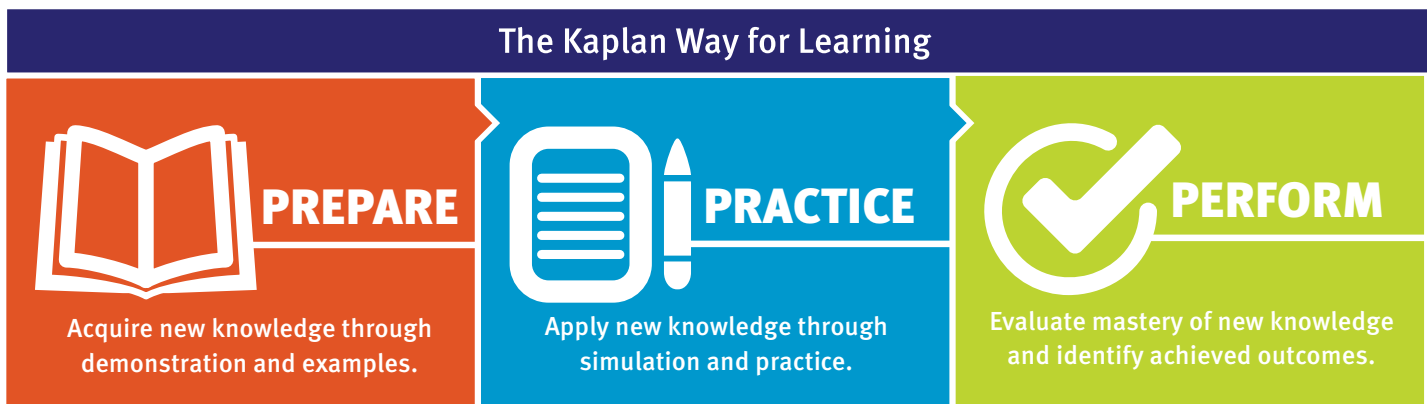 The Kaplan Way for Learning
PREPARE
Acquire new knowledge through
demonstration and examples.
PRACTICE
Apply new knowledge through
simulation and practice.
PERFORM
Evaluate mastery of new knowledge
and identify achieved outcomes.